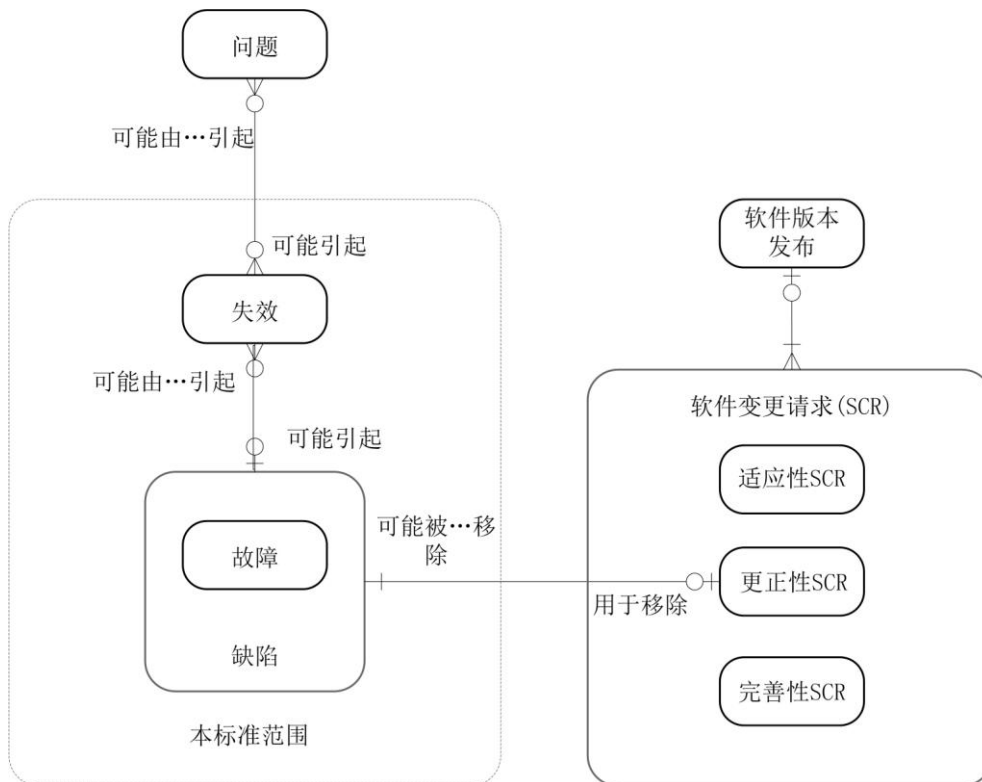 问题
可能由…引起
可能引起
失效
可能由…引起
可能引起
故障
缺陷
本标准范围
可能被…移
除
用于移除
软件版本
发布
软件变更请求(SCR)
适应性SCR
更正性SCR
完善性SCR